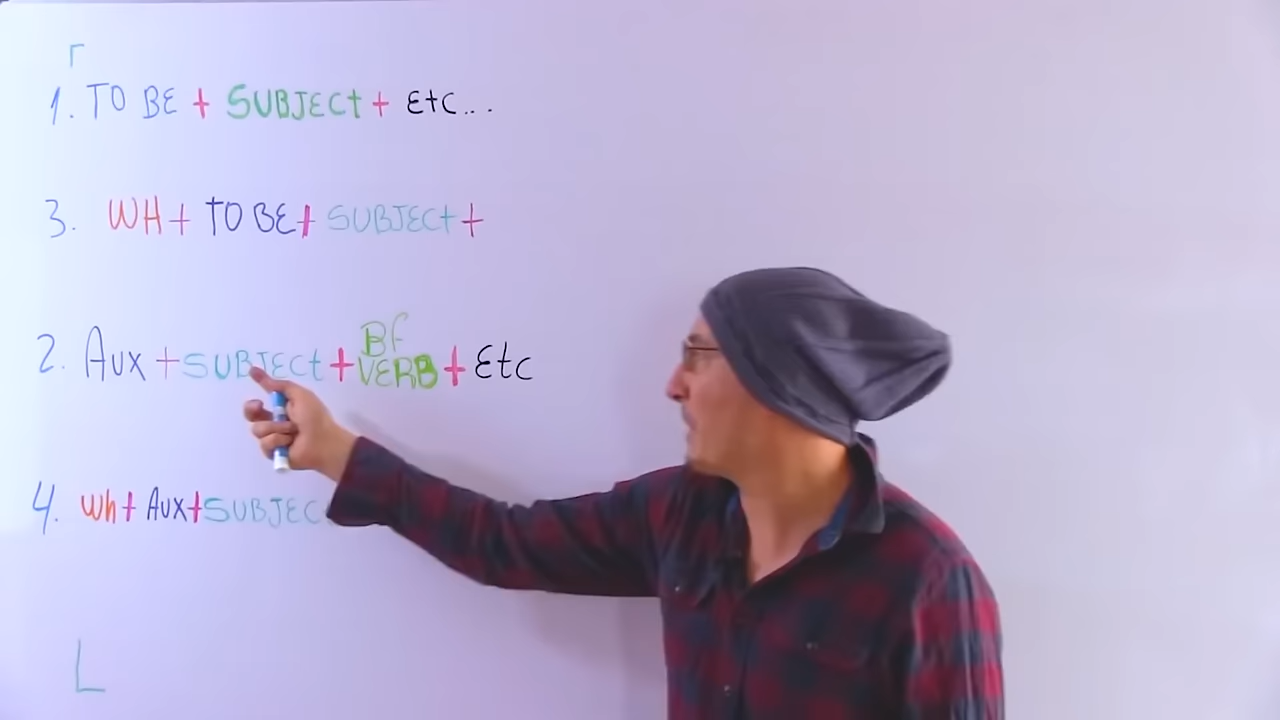 1. TO BE + SUBJECT + Etc...
3. WH + TO BE + SUBJECT +
BF
2. Aux + SUBJECT + VERB + Etc
4. Wh + Aux + SUBJEC